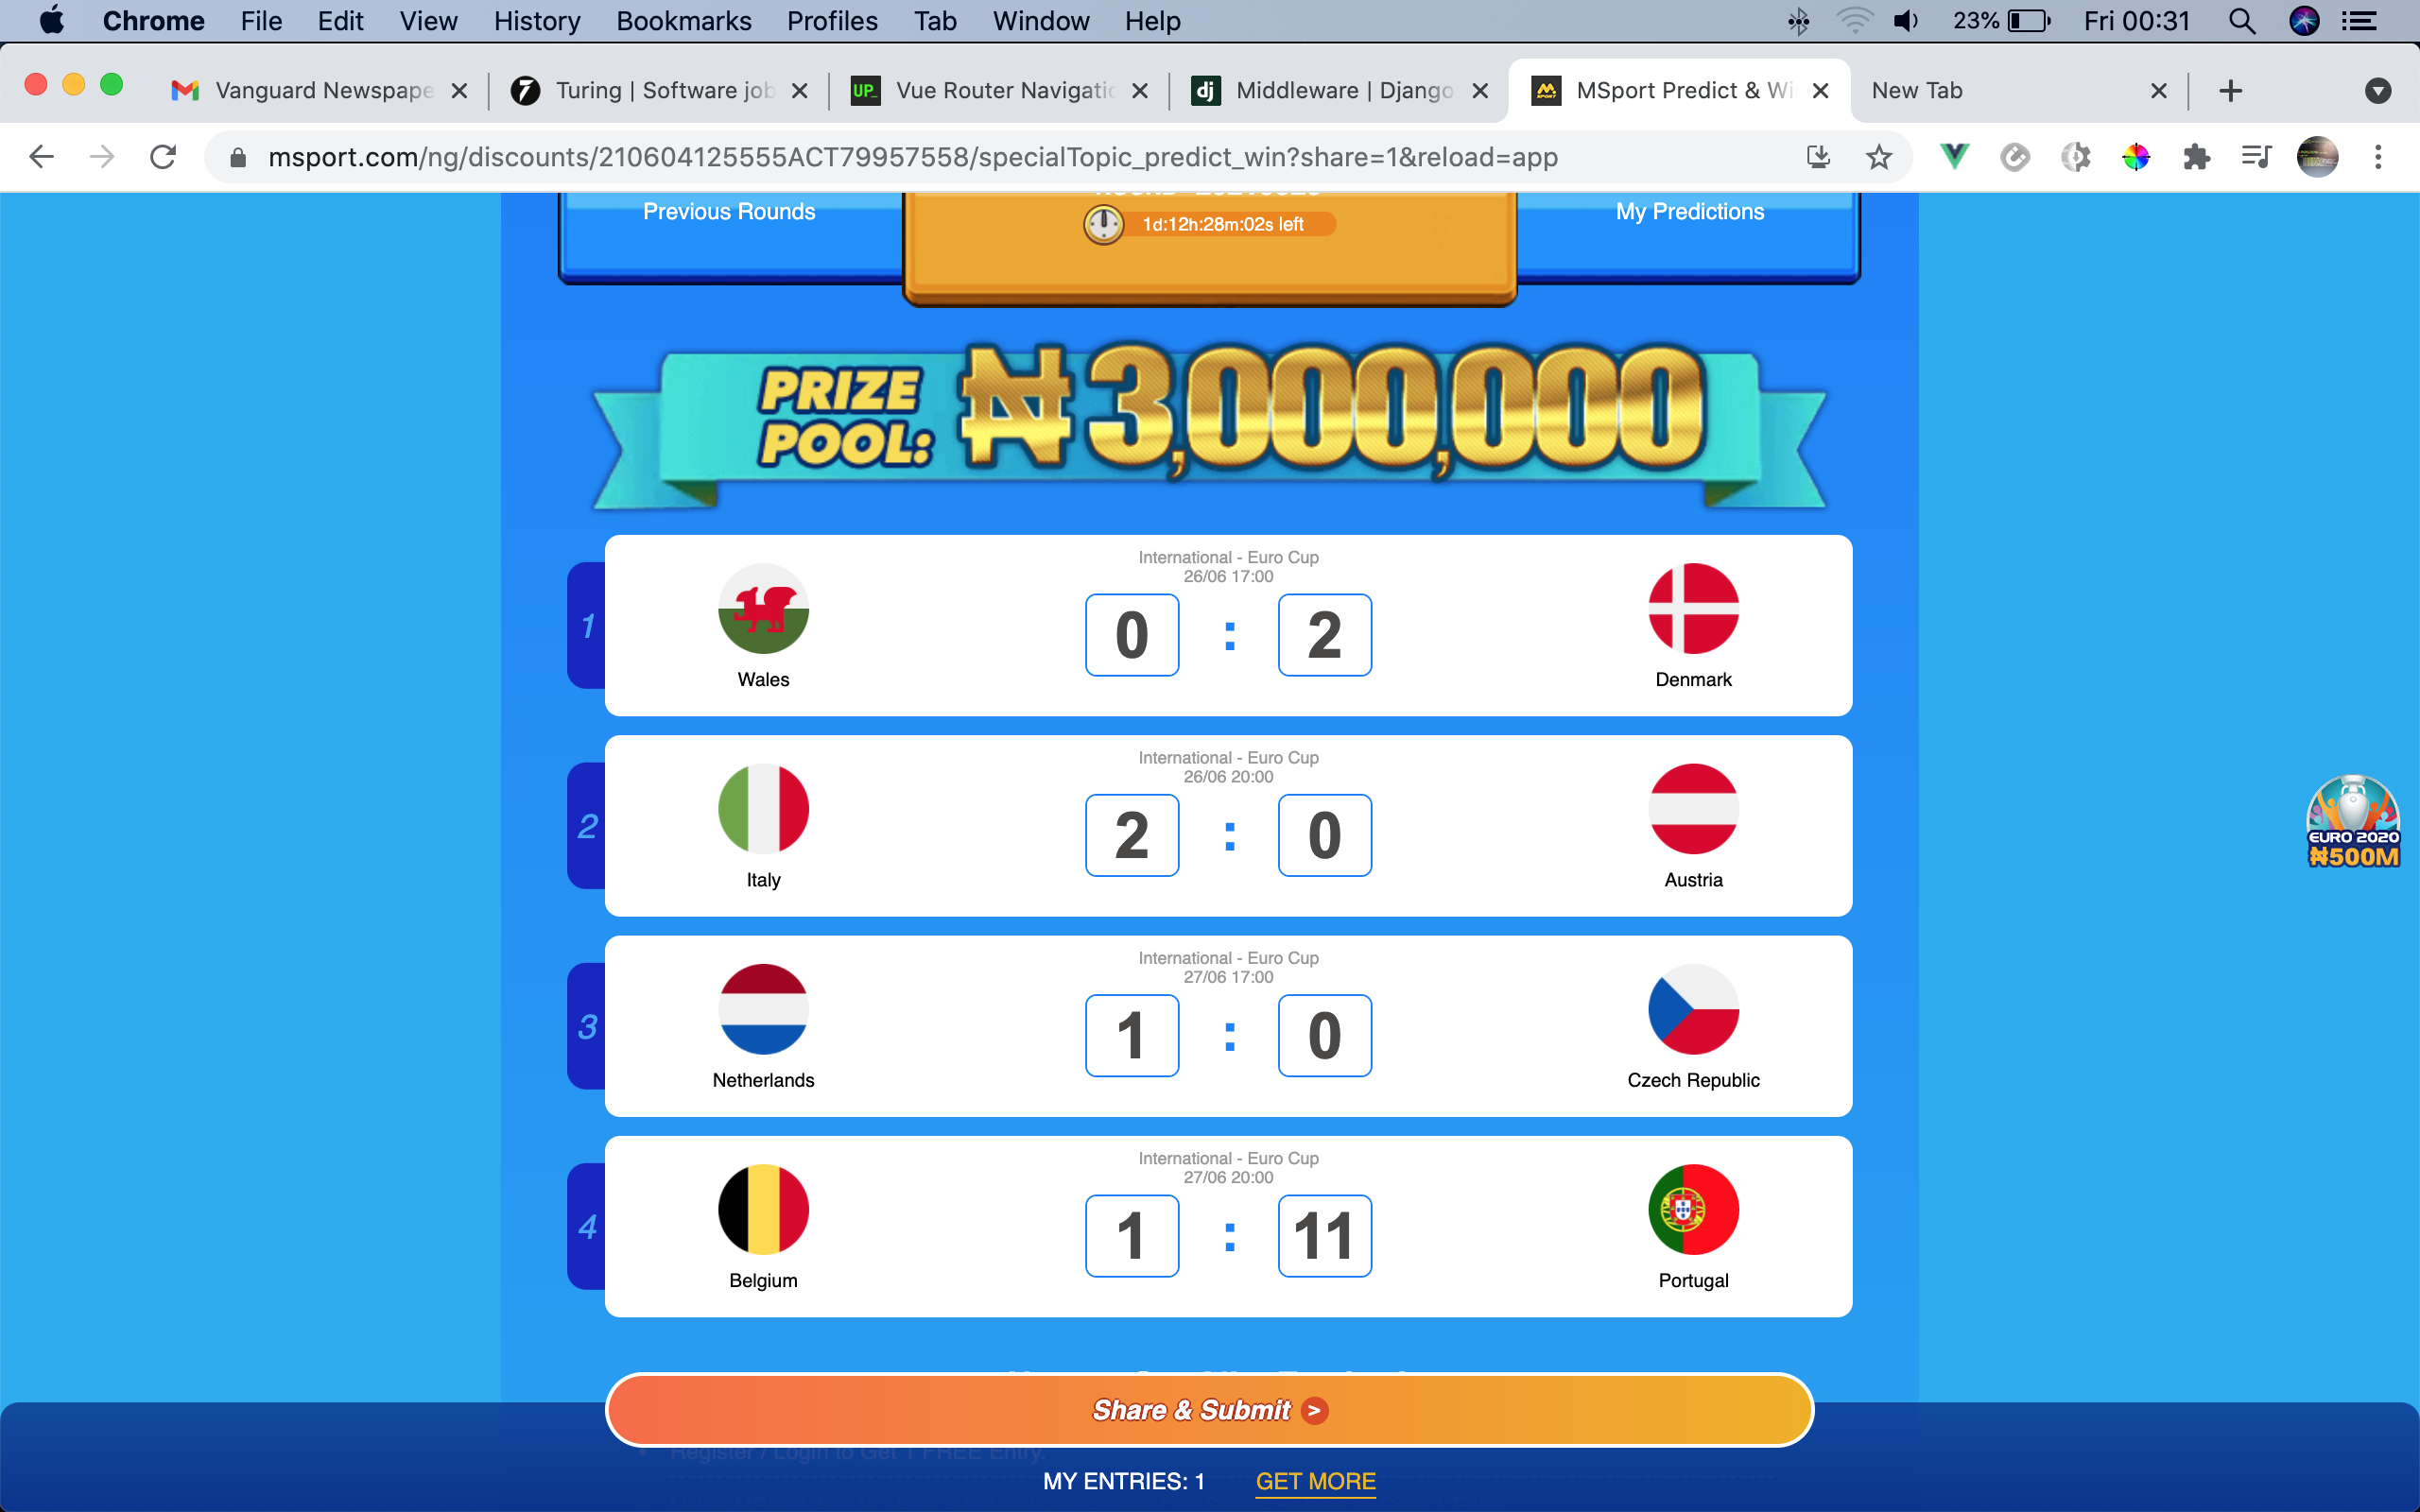 Chrome File Edit View History Bookmarks Profiles Tab Window Help 23% Fri 00:31
Vanguard Newspape Turing | Software job UP_ Vue Router Navigatio dj Middleware | Django MSport Predict & Wi New Tab
msport.com/ng/discounts/210604125555ACT79957558/specialTopic_predict_win?share=1&reload=app
Previous Rounds
1d:12h:28m:02s left
My Predictions
PRIZE POOL: ₦3,000,000
1
International - Euro Cup
26/06 17:00
0 : 2
Wales
Denmark
2
International - Euro Cup
26/06 20:00
2 : 0
Italy
Austria
3
International - Euro Cup
27/06 17:00
1 : 0
Netherlands
Czech Republic
4
International - Euro Cup
27/06 20:00
1 : 11
Belgium
Portugal
EURO 2020
₦500M
Share & Submit >
Register / Login to Get 1 FREE Entry.
MY ENTRIES: 1 GET MORE